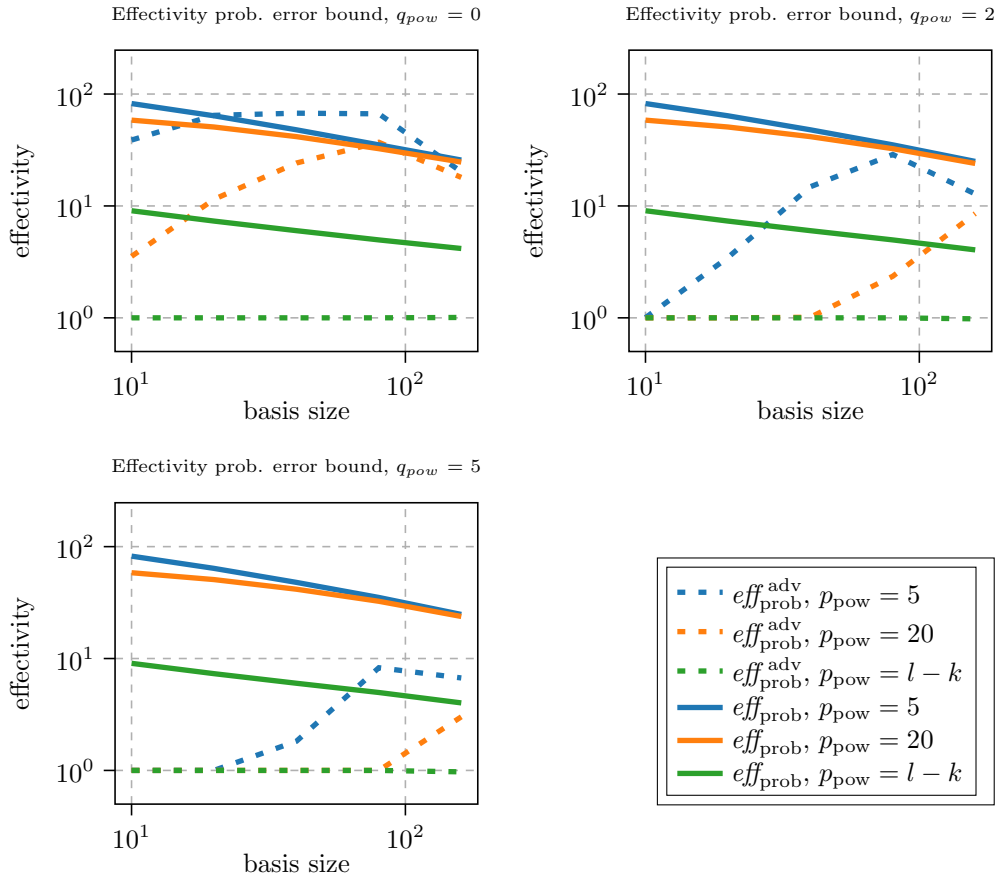 Effectivity prob. error bound, q_pow = 0
effectivity
10^2
10^1
10^0
10^1 10^2
basis size
Effectivity prob. error bound, q_pow = 2
effectivity
10^2
10^1
10^0
10^1 10^2
basis size
Effectivity prob. error bound, q_pow = 5
effectivity
10^2
10^1
10^0
10^1 10^2
basis size
eff_prob^adv, p_pow = 5
eff_prob^adv, p_pow = 20
eff_prob^adv, p_pow = l − k
eff_prob, p_pow = 5
eff_prob, p_pow = 20
eff_prob, p_pow = l − k